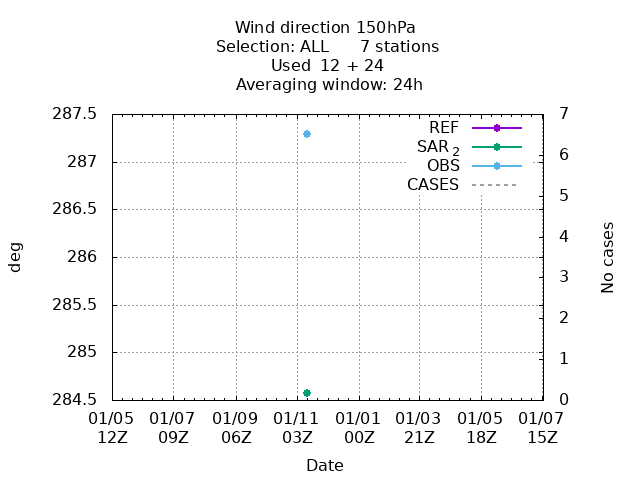 Wind direction 150hPa
Selection: ALL 7 stations
Used 12 + 24
Averaging window: 24h
287.5
287
286.5
286
285.5
285
284.5
deg
7
6
5
4
3
2
1
0
No cases
REF
SAR 2
OBS
CASES
01/05 01/07 01/09 01/11 01/01 01/03 01/05 01/07
12Z 09Z 06Z 03Z 00Z 21Z 18Z 15Z
Date